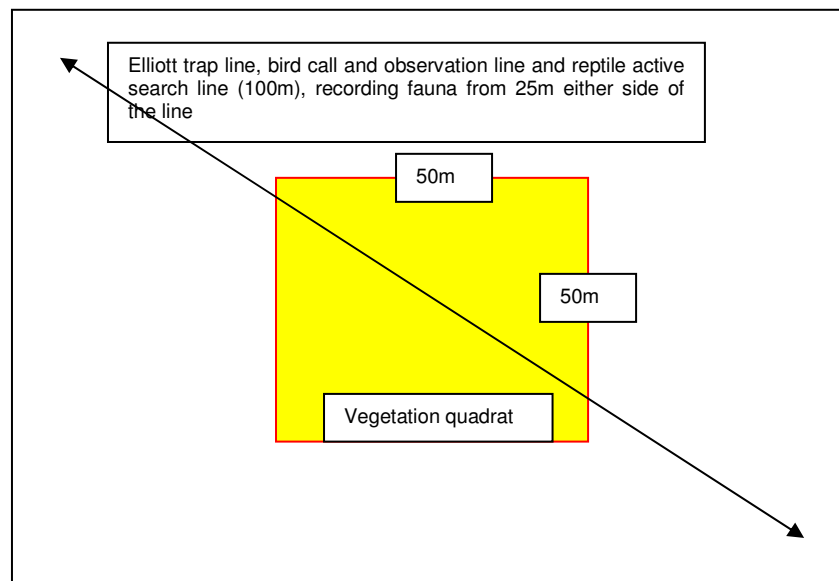 Elliott trap line, bird call and observation line and reptile active
search line (100m), recording fauna from 25m either side of
the line
50m
50m
Vegetation quadrat